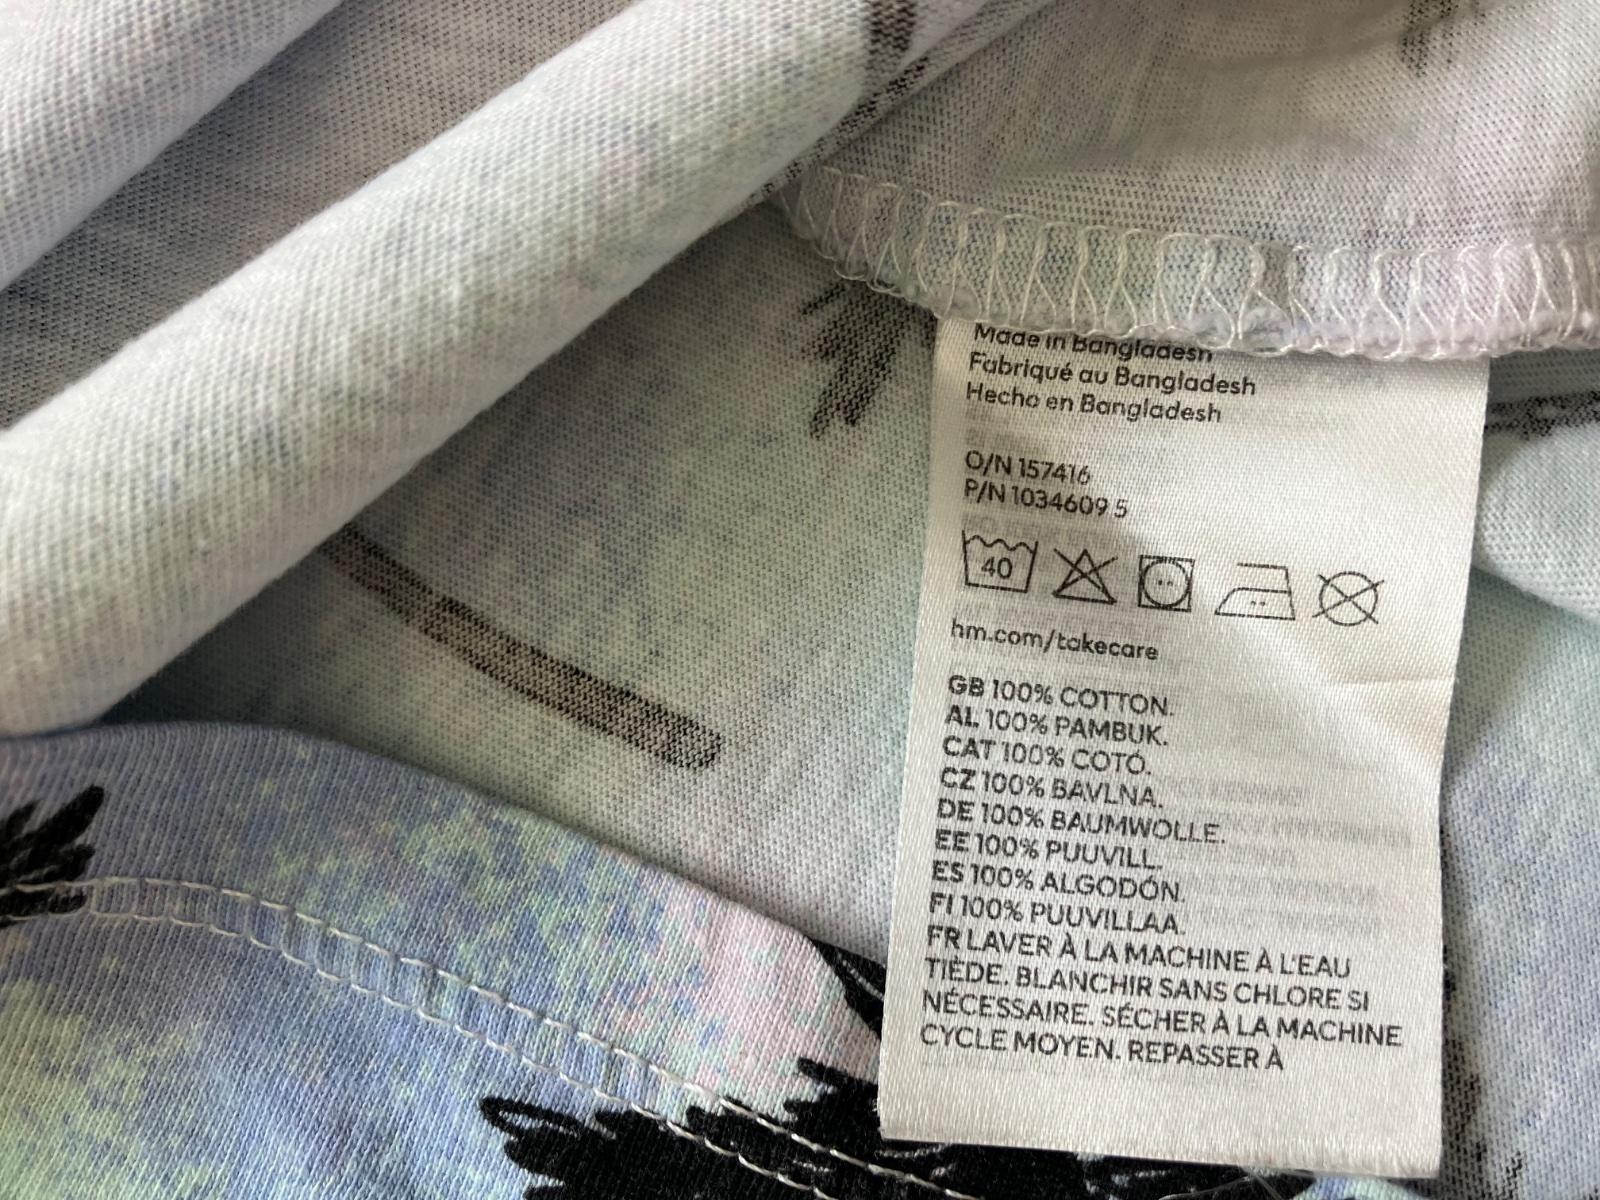 Made in Bangladesh
Fabriqué au Bangladesh
Hecho en Bangladesh
O/N 157416
P/N 1034609 5
40
hm.com/takecare
GB 100% COTTON.
AL 100% PAMBUK.
CAT 100% COTÓ.
CZ 100% BAVLNA.
DE 100% BAUMWOLLE.
EE 100% PUUVILL.
ES 100% ALGODÓN.
FI 100% PUUVILLAA.
FR LAVER À LA MACHINE À L'EAU
TIÈDE. BLANCHIR SANS CHLORE SI
NÉCESSAIRE. SÉCHER À LA MACHINE
CYCLE MOYEN. REPASSER À